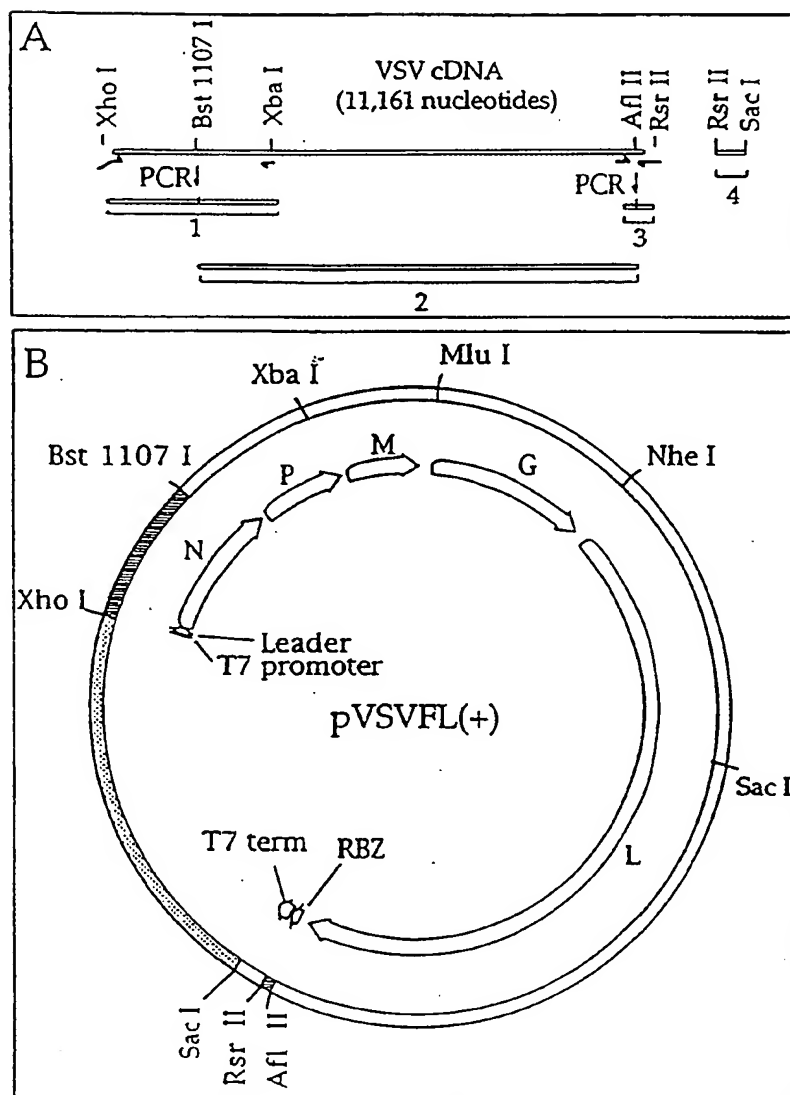 A
Xho I
Bst 1107 I
Xba I
VSV cDNA
(11,161 nucleotides)
Afl II
Rsr II
Rsr II
Sac I
PCR
PCR
1
3
4
2
B
Xba I
Mlu I
Bst 1107 I
Nhe I
M
P
G
N
Xho I
Leader
T7 promoter
pVSVFL(+)
Sac I
T7 term
RBZ
L
Sac I
Rsr II
Afl II